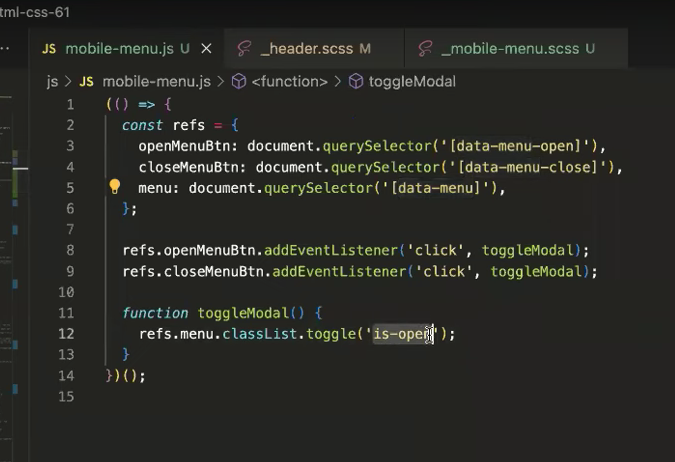 tml-css-61
JS mobile-menu.js U × _header.scss M _mobile-menu.scss U
js > JS mobile-menu.js > <function> > toggleModal
1 (() => {
2 const refs = {
3 openMenuBtn: document.querySelector('[data-menu-open]'),
4 closeMenuBtn: document.querySelector('[data-menu-close]'),
5 menu: document.querySelector('[data-menu]'),
6 };
7
8 refs.openMenuBtn.addEventListener('click', toggleModal);
9 refs.closeMenuBtn.addEventListener('click', toggleModal);
10
11 function toggleModal() {
12 refs.menu.classList.toggle('is-open');
13 }
14 })();
15